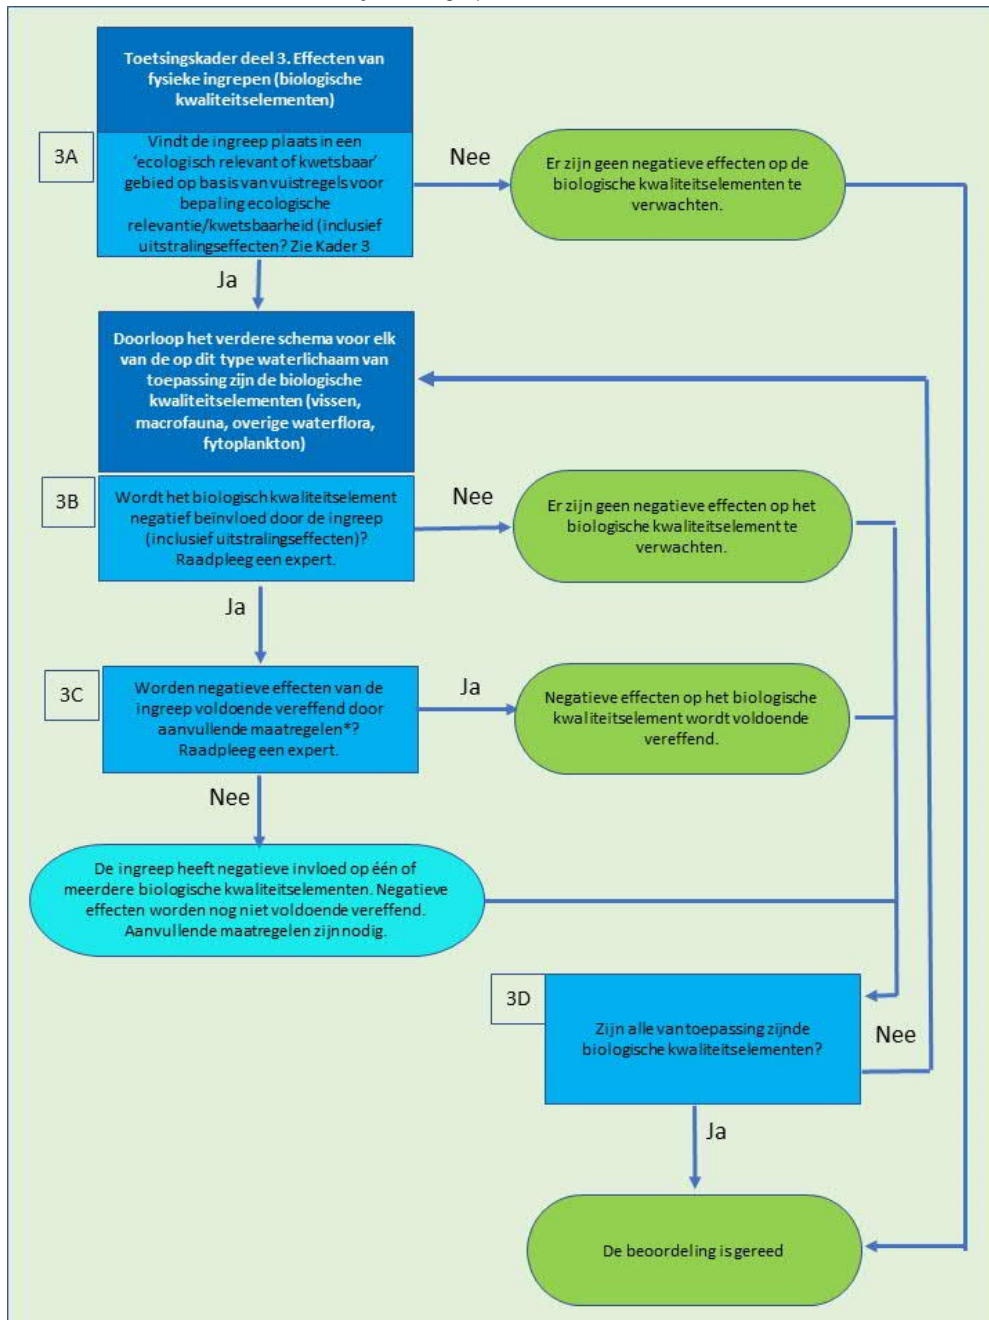 Toetsingskader deel 3. Effecten van
fysieke ingrepen (biologische
kwaliteitselementen)
3A
Vindt de ingreep plaats in een
‘ecologisch relevant of kwetsbaar’
gebied op basis van vuistregels voor
bepaling ecologische
relevantie/kwetsbaarheid (inclusief
uitstralingseffecten? Zie Kader 3
Nee
Er zijn geen negatieve effecten op de
biologische kwaliteitselementen te
verwachten.
Ja
Doorloop het verdere schema voor elk
van de op dit type waterlichaam van
toepassing zijn de biologische
kwaliteitselementen (vissen,
macrofauna, overige waterflora,
fytoplankton)
3B
Wordt het biologisch kwaliteitselement
negatief beïnvloed door de ingreep
(inclusief uitstralingseffecten)?
Raadpleeg een expert.
Nee
Er zijn geen negatieve effecten op het
biologische kwaliteitselement te
verwachten.
Ja
3C
Worden negatieve effecten van de
ingreep voldoende vereffend door
aanvullende maatregelen*?
Raadpleeg een expert.
Ja
Negatieve effecten op het biologische
kwaliteitselement wordt voldoende
vereffend.
Nee
De ingreep heeft negatieve invloed op één of
meerdere biologische kwaliteitselementen. Negatieve
effecten worden nog niet voldoende vereffend.
Aanvullende maatregelen zijn nodig.
3D
Zijn alle van toepassing zijnde
biologische kwaliteitselementen?
Nee
Ja
De beoordeling is gereed